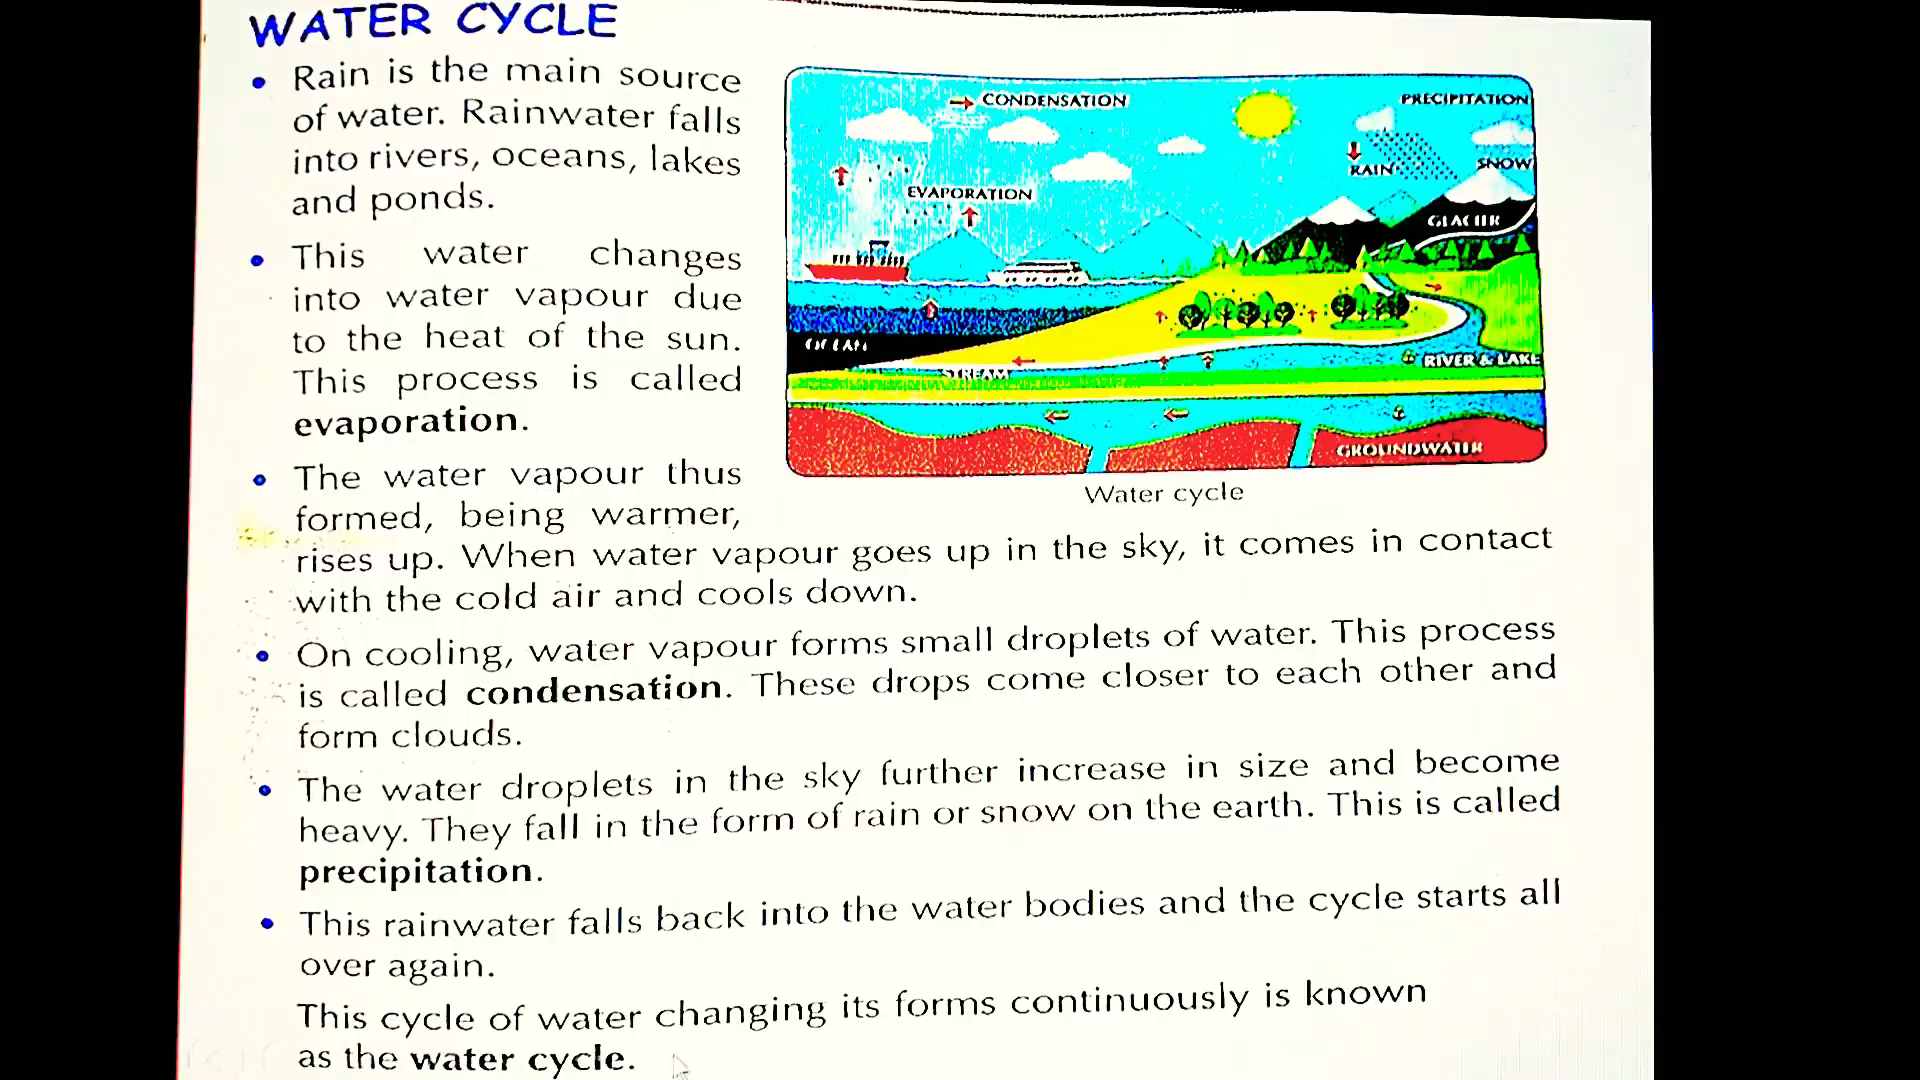 WATER CYCLE
• Rain is the main source
of water. Rainwater falls
into rivers, oceans, lakes
and ponds.
• This water changes
into water vapour due
to the heat of the sun.
This process is called
evaporation.
• The water vapour thus
formed, being warmer,
rises up. When water vapour goes up in the sky, it comes in contact
with the cold air and cools down.
CONDENSATION
PRECIPITATION
RAIN
SNOW
EVAPORATION
GLACIER
OCEAN
STREAM
RIVER & LAKE
GROUNDWATER
Water cycle
• On cooling, water vapour forms small droplets of water. This process
is called condensation. These drops come closer to each other and
form clouds.
• The water droplets in the sky further increase in size and become
heavy. They fall in the form of rain or snow on the earth. This is called
precipitation.
• This rainwater falls back into the water bodies and the cycle starts all
over again.
This cycle of water changing its forms continuously is known
as the water cycle.